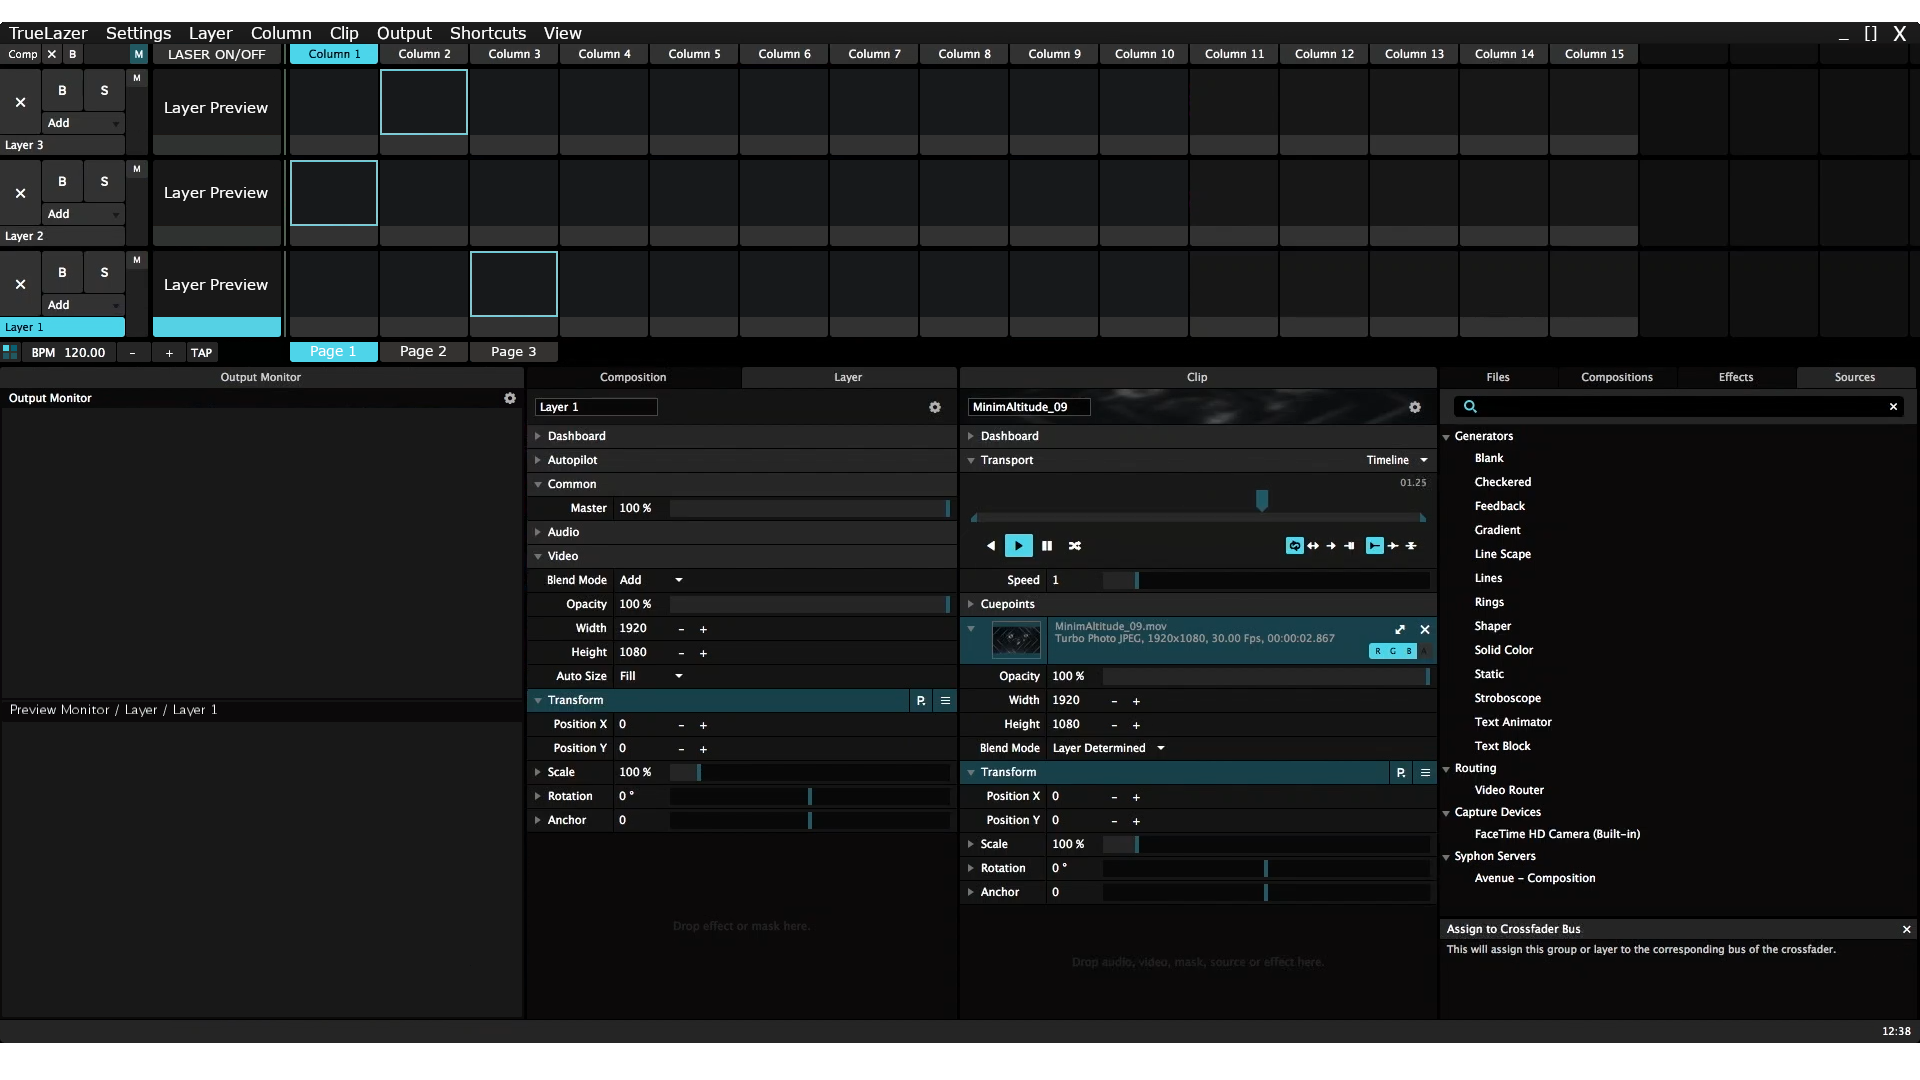 TrueLazer Settings Layer Column Clip Output Shortcuts View _ [] X
Comp X B M LASER ON/OFF Column 1 Column 2 Column 3 Column 4 Column 5 Column 6 Column 7 Column 8 Column 9 Column 10 Column 11 Column 12 Column 13 Column 14 Column 15
X B S M Layer Preview
Add
Layer 3
X B S M Layer Preview
Add
Layer 2
X B S M Layer Preview
Add
Layer 1
BPM 120.00 - + TAP Page 1 Page 2 Page 3
Output Monitor
Output Monitor
Preview Monitor / Layer / Layer 1
Composition Layer
Layer 1
Dashboard
Autopilot
Common
Master 100 %
Audio
Video
Blend Mode Add
Opacity 100 %
Width 1920 - +
Height 1080 - +
Auto Size Fill
Transform P.
Position X 0 - +
Position Y 0 - +
Scale 100 %
Rotation 0 °
Anchor 0
Drop effect or mask here.
Clip
MinimAltitude_09
Dashboard
Transport Timeline
01.25
Speed 1
Cuepoints
MinimAltitude_09.mov
Turbo Photo JPEG, 1920x1080, 30.00 Fps, 00:00:02.867
R G B A
Opacity 100 %
Width 1920 - +
Height 1080 - +
Blend Mode Layer Determined
Transform P.
Position X 0 - +
Position Y 0 - +
Scale 100 %
Rotation 0 °
Anchor 0
Drop audio, video, mask, source or effect here.
Files Compositions Effects Sources
Generators
Blank
Checkered
Feedback
Gradient
Line Scape
Lines
Rings
Shaper
Solid Color
Static
Stroboscope
Text Animator
Text Block
Routing
Video Router
Capture Devices
FaceTime HD Camera (Built-in)
Syphon Servers
Avenue - Composition
Assign to Crossfader Bus
This will assign this group or layer to the corresponding bus of the crossfader.
12:38